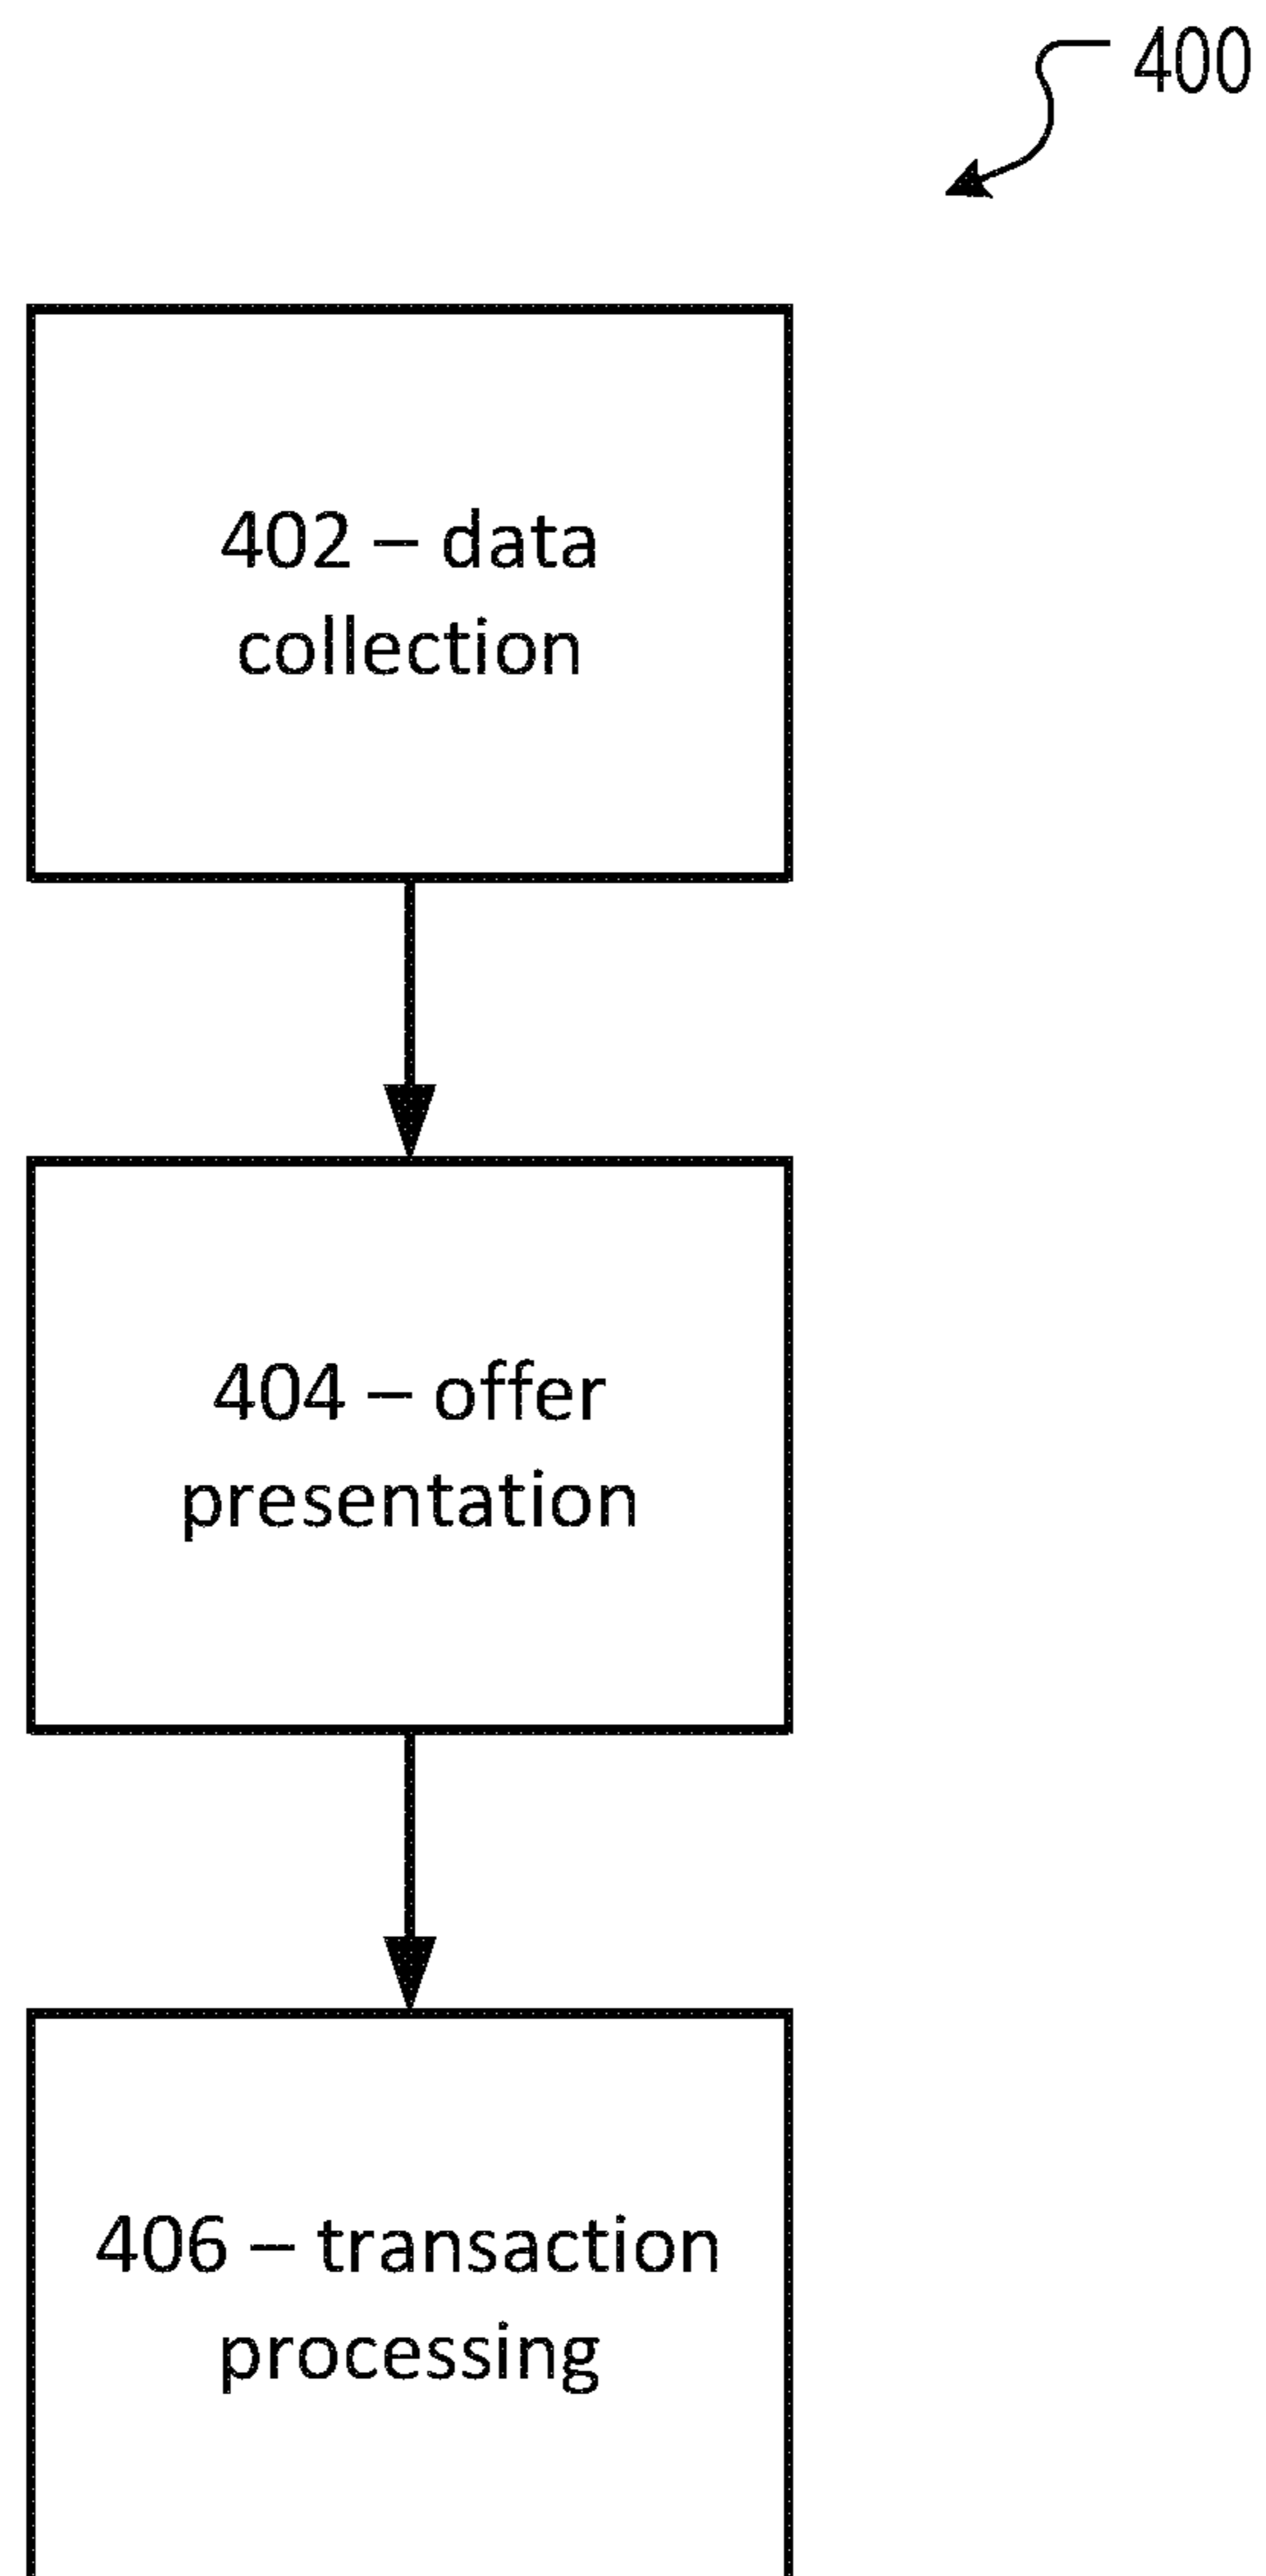 400
402 – data
collection
404 – offer
presentation
406 – transaction
processing